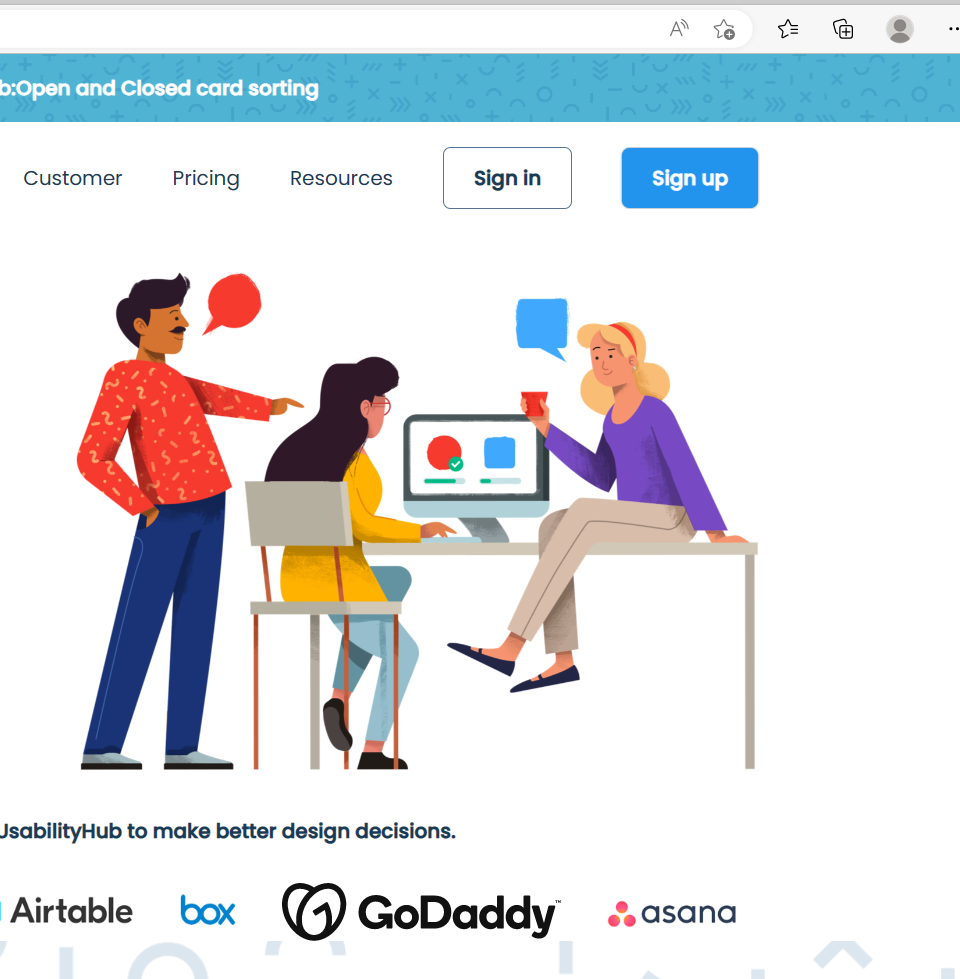 b:Open and Closed card sorting
Customer Pricing Resources Sign in Sign up
UsabilityHub to make better design decisions.
Airtable box GoDaddy™ asana